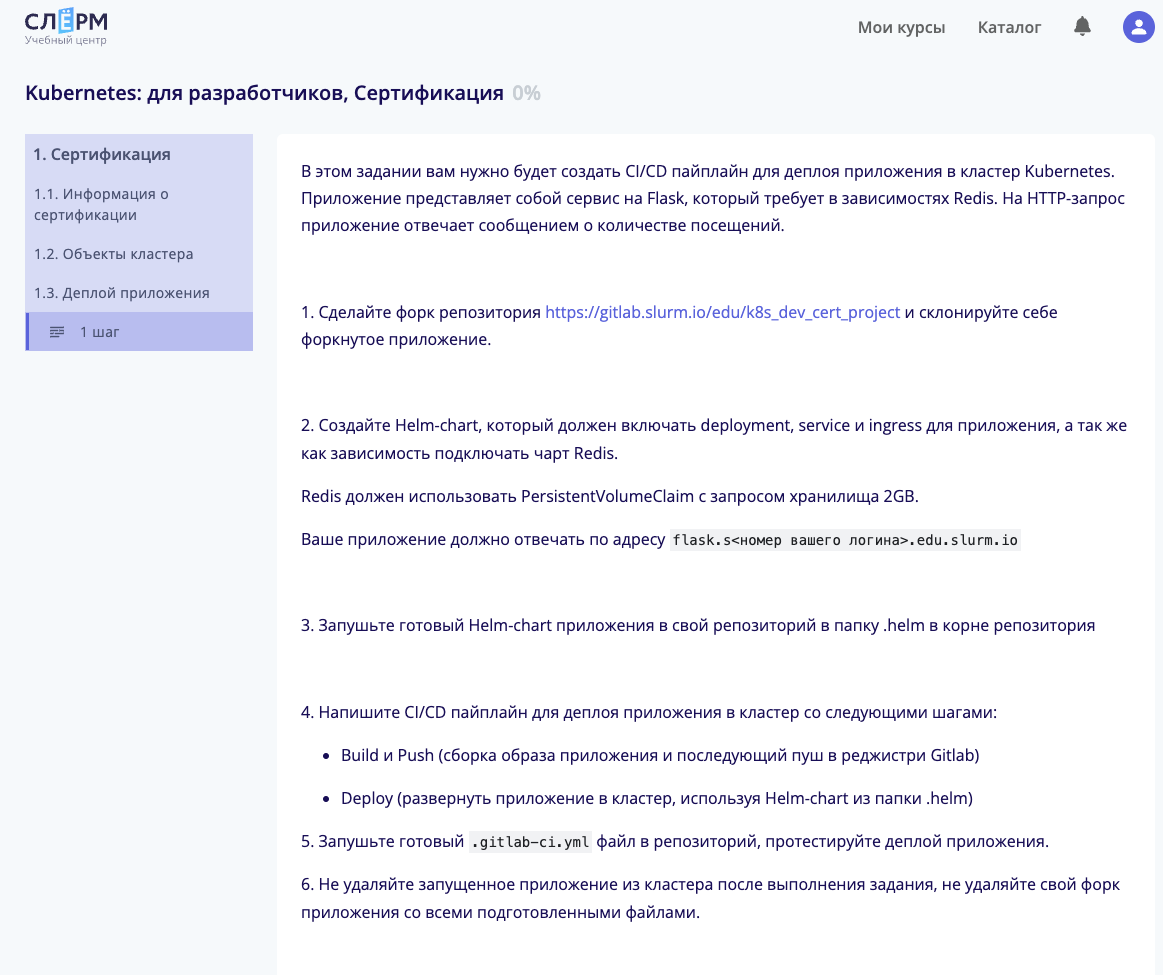 СЛЁРМ
Учебный центр
Мои курсы
Каталог
Kubernetes: для разработчиков, Сертификация 0%
1. Сертификация
1.1. Информация о
сертификации
1.2. Объекты кластера
1.3. Деплой приложения
1 шаг
В этом задании вам нужно будет создать CI/CD пайплайн для деплоя приложения в кластер Kubernetes.
Приложение представляет собой сервис на Flask, который требует в зависимостях Redis. На HTTP-запрос
приложение отвечает сообщением о количестве посещений.
1. Сделайте форк репозитория https://gitlab.slurm.io/edu/k8s_dev_cert_project и склонируйте себе
форкнутое приложение.
2. Создайте Helm-chart, который должен включать deployment, service и ingress для приложения, а так же
как зависимость подключать чарт Redis.
Redis должен использовать PersistentVolumeClaim с запросом хранилища 2GB.
Ваше приложение должно отвечать по адресу flask.s<номер вашего логина>.edu.slurm.io
3. Запушьте готовый Helm-chart приложения в свой репозиторий в папку .helm в корне репозитория
4. Напишите CI/CD пайплайн для деплоя приложения в кластер со следующими шагами:
• Build и Push (сборка образа приложения и последующий пуш в реджистри Gitlab)
• Deploy (развернуть приложение в кластер, используя Helm-chart из папки .helm)
5. Запушьте готовый .gitlab-ci.yml файл в репозиторий, протестируйте деплой приложения.
6. Не удаляйте запущенное приложение из кластера после выполнения задания, не удаляйте свой форк
приложения со всеми подготовленными файлами.